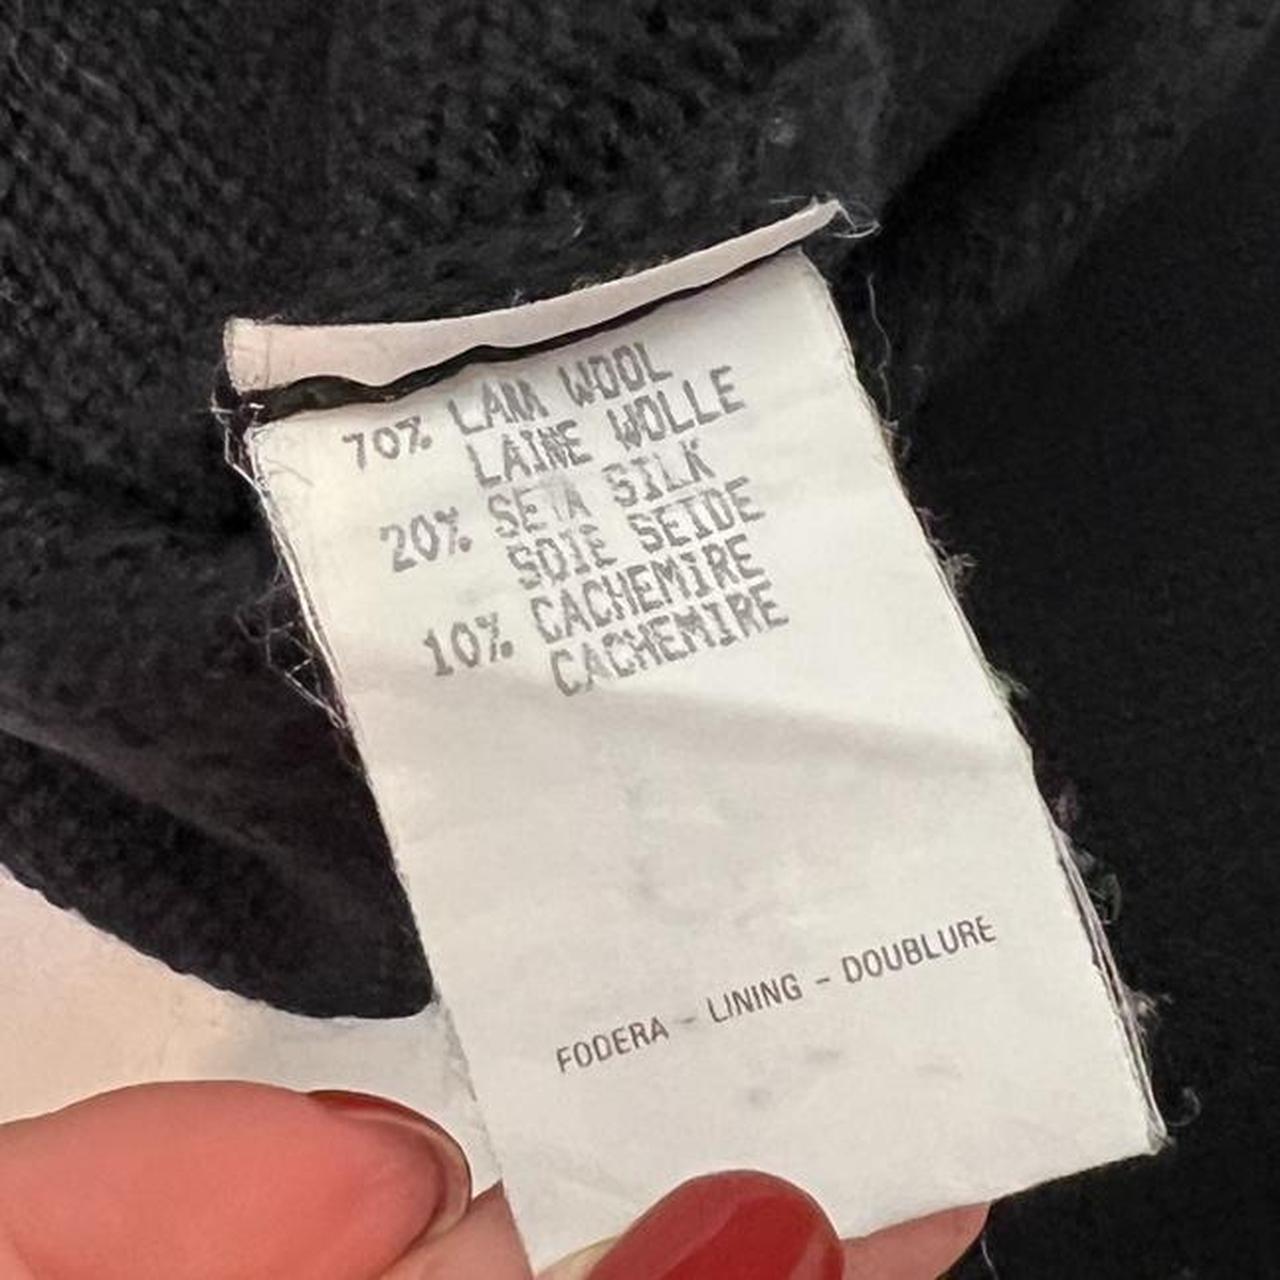 70% LANA WOOL
LAINE WOLLE
20% SETA SILK
SOIE SEIDE
10% CACHEMIRE
CACHEMIRE
FODERA - LINING - DOUBLURE